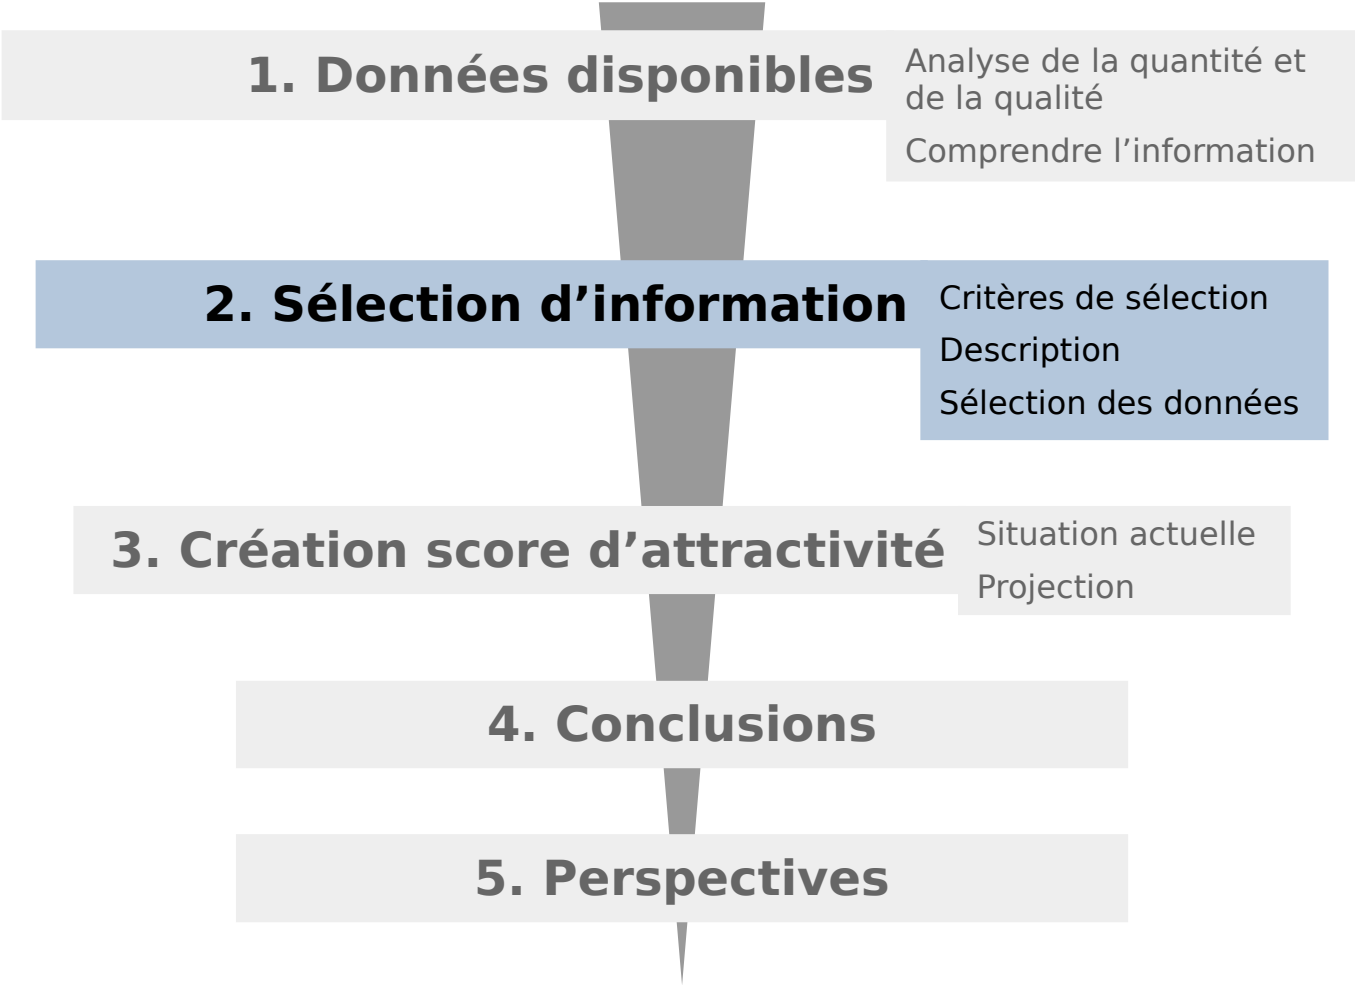 1. Données disponibles
Analyse de la quantité et
de la qualité
Comprendre l’information
2. Sélection d’information
Critères de sélection
Description
Sélection des données
3. Création score d’attractivité
Situation actuelle
Projection
4. Conclusions
5. Perspectives